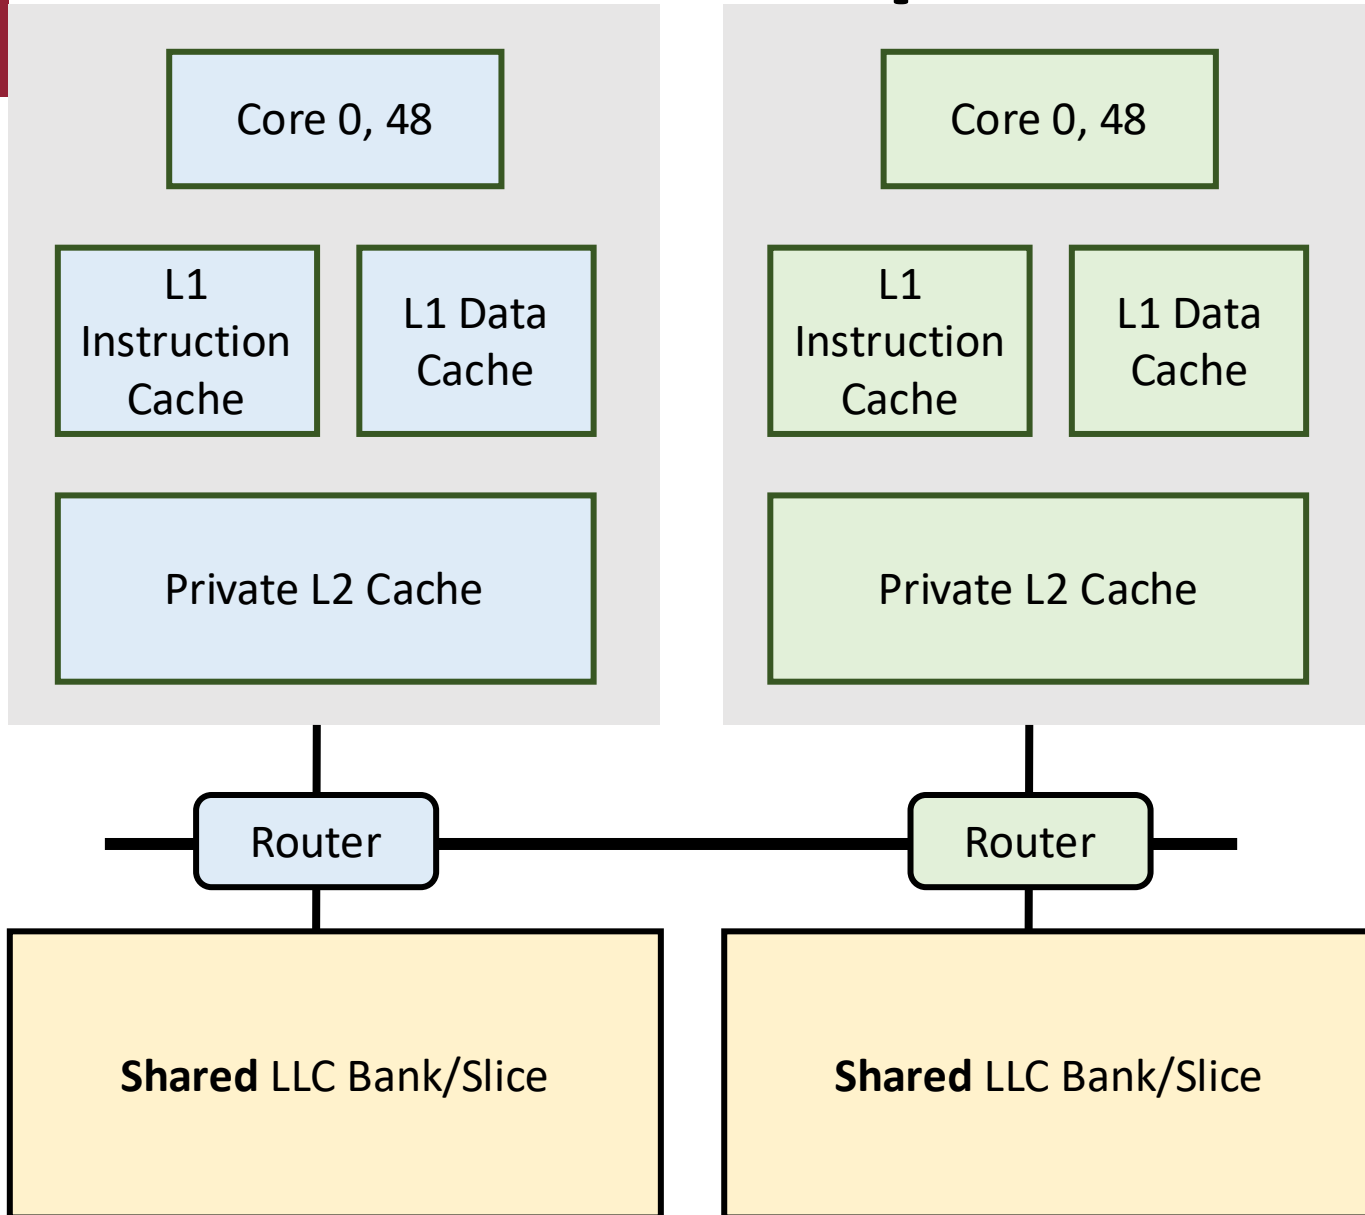 Core 0, 48
L1
Instruction
Cache
L1 Data
Cache
Private L2 Cache
Router
Shared LLC Bank/Slice
Core 0, 48
L1
Instruction
Cache
L1 Data
Cache
Private L2 Cache
Router
Shared LLC Bank/Slice